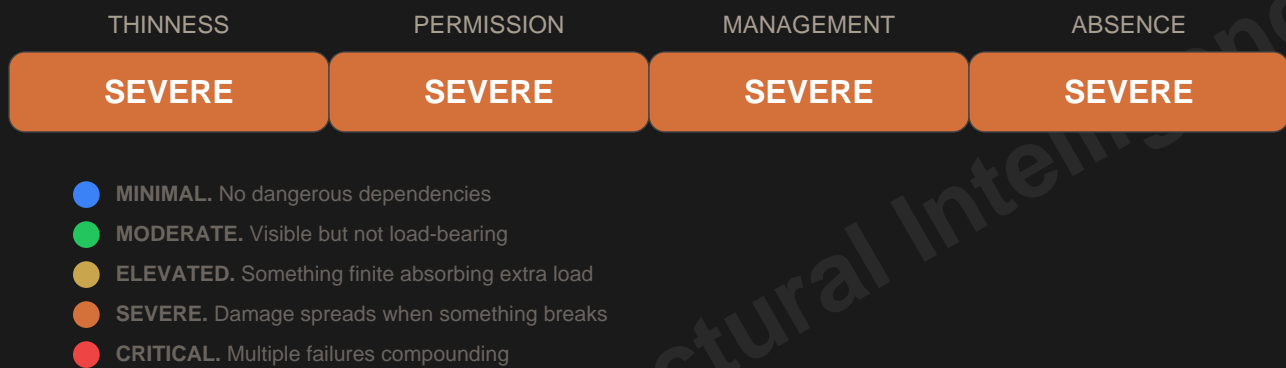 THINNESS PERMISSION MANAGEMENT ABSENCE
SEVERE SEVERE SEVERE SEVERE
MINIMAL. No dangerous dependencies
MODERATE. Visible but not load-bearing
ELEVATED. Something finite absorbing extra load
SEVERE. Damage spreads when something breaks
CRITICAL. Multiple failures compounding